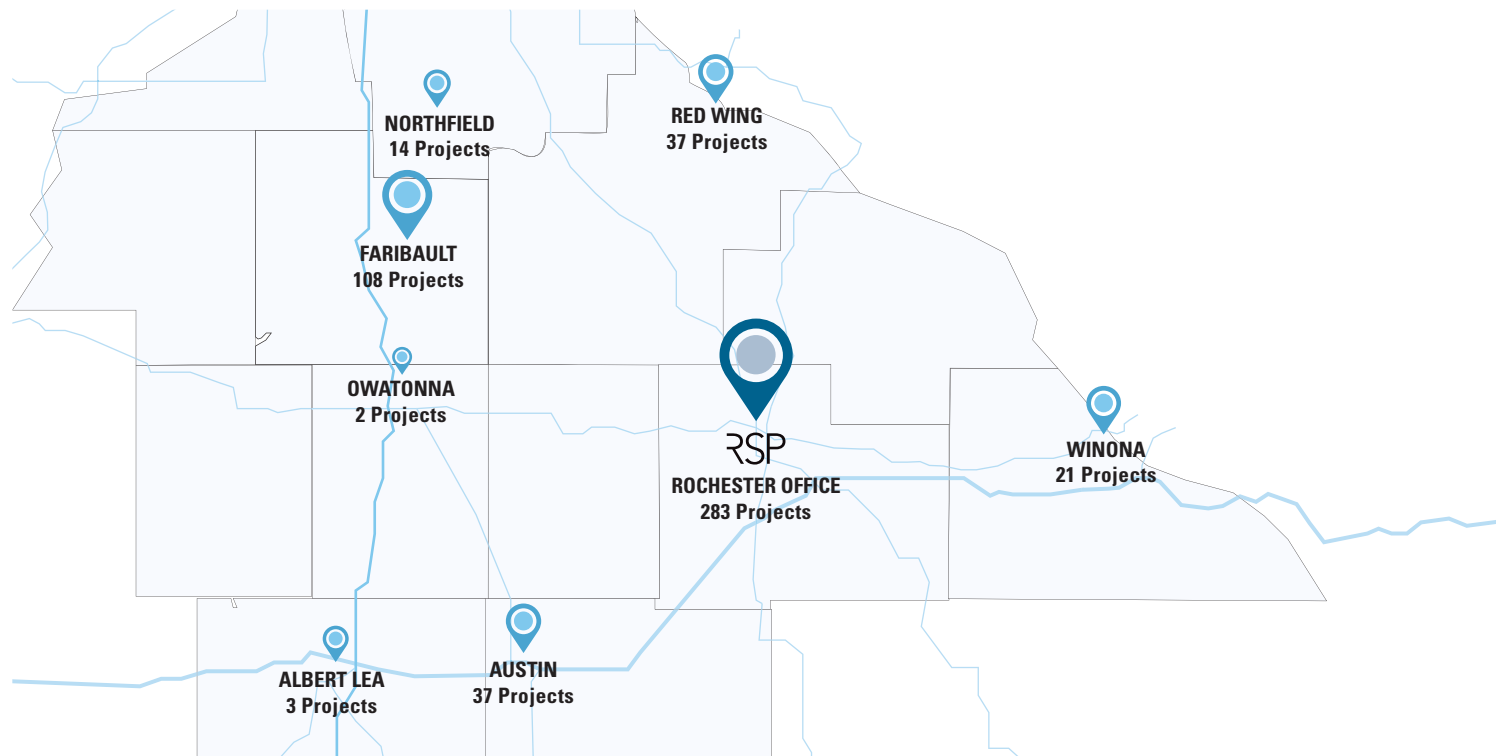 NORTHFIELD
14 Projects
RED WING
37 Projects
FARIBAULT
108 Projects
OWATONNA
2 Projects
RSP
ROCHESTER OFFICE
283 Projects
WINONA
21 Projects
ALBERT LEA
3 Projects
AUSTIN
37 Projects